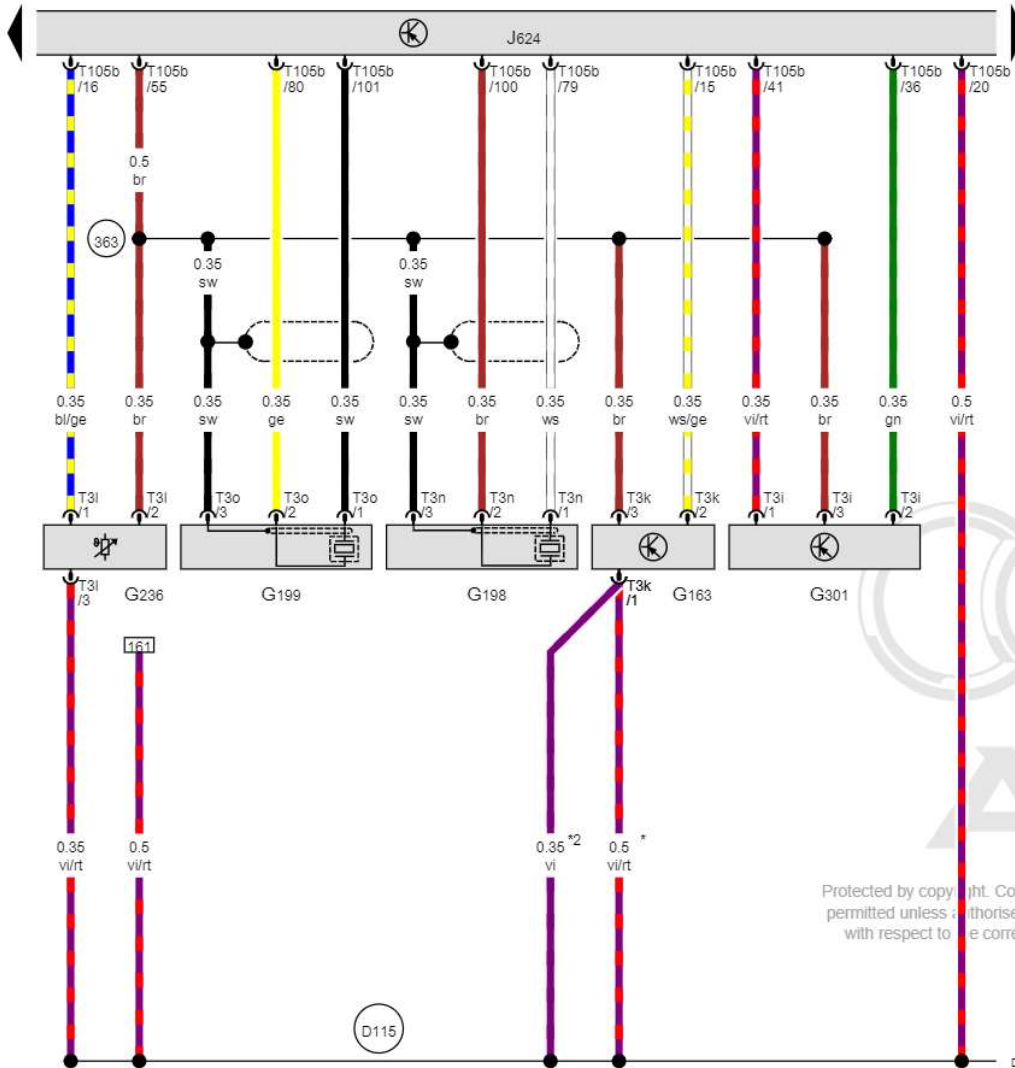 J624
T105b
/16
T105b
/55
T105b
/80
T105b
/101
T105b
/100
T105b
/79
T105b
/15
T105b
/41
T105b
/36
T105b
/20
0.5
br
363
0.35
sw
0.35
sw
0.35
bl/ge
0.35
br
0.35
sw
0.35
ge
0.35
sw
0.35
sw
0.35
br
0.35
ws
0.35
br
0.35
ws/ge
0.35
vi/rt
0.35
br
0.35
gn
0.5
vi/rt
T3l
/1
T3l
/2
T3o
/3
T3o
/2
T3o
/1
T3n
/3
T3n
/2
T3n
/1
T3k
/3
T3k
/2
T3i
/1
T3i
/3
T3i
/2
T3l
/3
G236
G199
G198
T3k
/1
G163
G301
161
0.35
vi/rt
0.5
vi/rt
0.35 *2
vi
0.5 *
vi/rt
Protected by copy ht. Co
permitted unless a thorise
with respect to e corre
D115